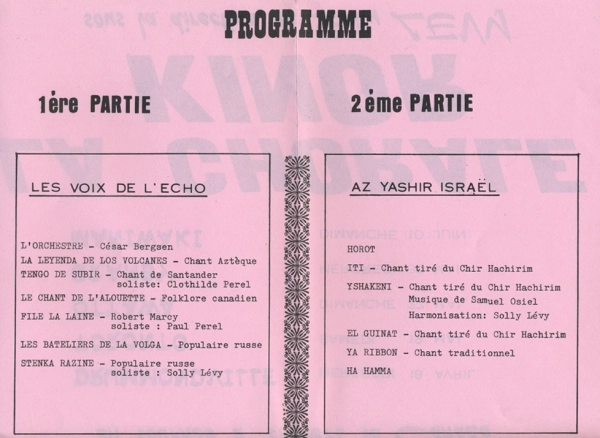 PROGRAMME
1ère PARTIE
LES VOIX DE L'ECHO
L'ORCHESTRE - César Bergsen
LA LEYENDA DE LOS VOLCANES - Chant Aztèque
TENGO DE SUBIR - Chant de Santander
soliste: Clothilde Perel
LE CHANT DE L'ALOUETTE - Folklore canadien
FILE LA LAINE - Robert Marcy
soliste : Paul Perel
LES BATELIERS DE LA VOLGA - Populaire russe
STENKA RAZINE - Populaire russe
soliste : Solly Lévy
2ème PARTIE
AZ YASHIR ISRAËL
HOROT
ITI - Chant tiré du Chir Hachirim
YSHAKENI - Chant tiré du Chir Hachirim
Musique de Samuel Osiel
Harmonisation: Solly Lévy
EL GUINAT - Chant tiré du Chir Hachirim
YA RIBBON - Chant traditionnel
HA HAMMA